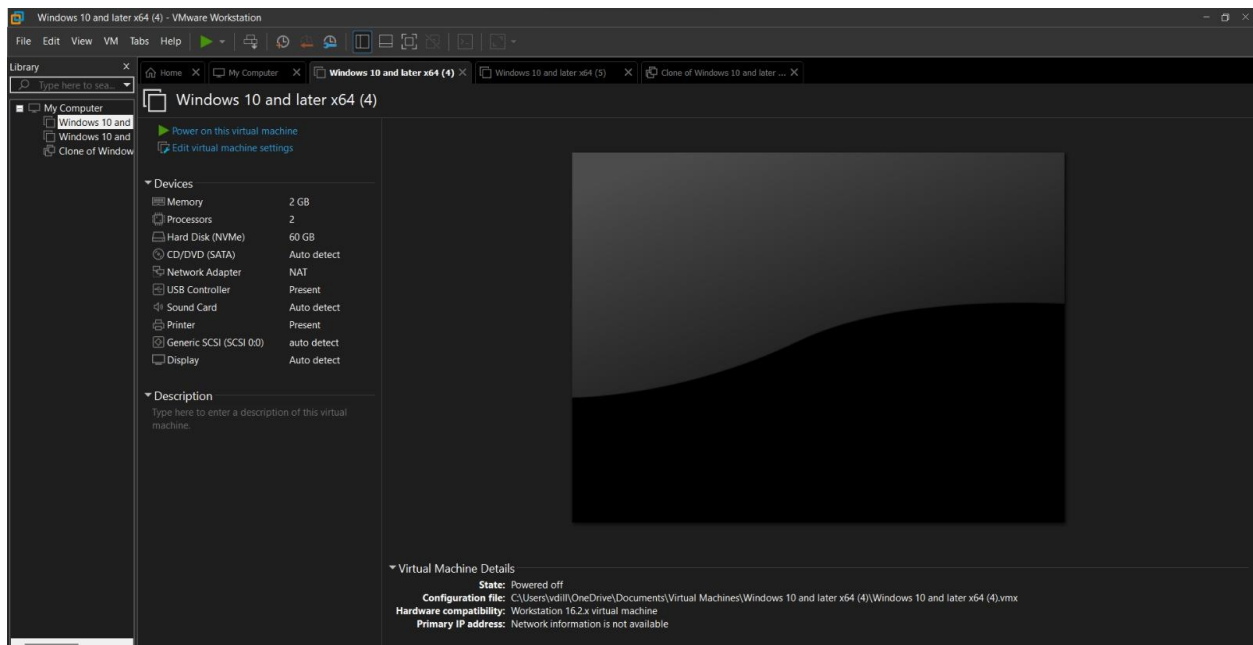 Windows 10 and later x64 (4) - VMware Workstation
File Edit View VM Tabs Help
Library
Type here to sea...
My Computer
Windows 10 and
Windows 10 and
Clone of Window
Home My Computer Windows 10 and later x64 (4) Windows 10 and later x64 (5) Clone of Windows 10 and later ...
Windows 10 and later x64 (4)
Power on this virtual machine
Edit virtual machine settings
Devices
Memory 2 GB
Processors 2
Hard Disk (NVMe) 60 GB
CD/DVD (SATA) Auto detect
Network Adapter NAT
USB Controller Present
Sound Card Auto detect
Printer Present
Generic SCSI (SCSI 0:0) auto detect
Display Auto detect
Description
Type here to enter a description of this virtual
machine.
Virtual Machine Details
State: Powered off
Configuration file: C:\Users\vdill\OneDrive\Documents\Virtual Machines\Windows 10 and later x64 (4)\Windows 10 and later x64 (4).vmx
Hardware compatibility: Workstation 16.2.x virtual machine
Primary IP address: Network information is not available